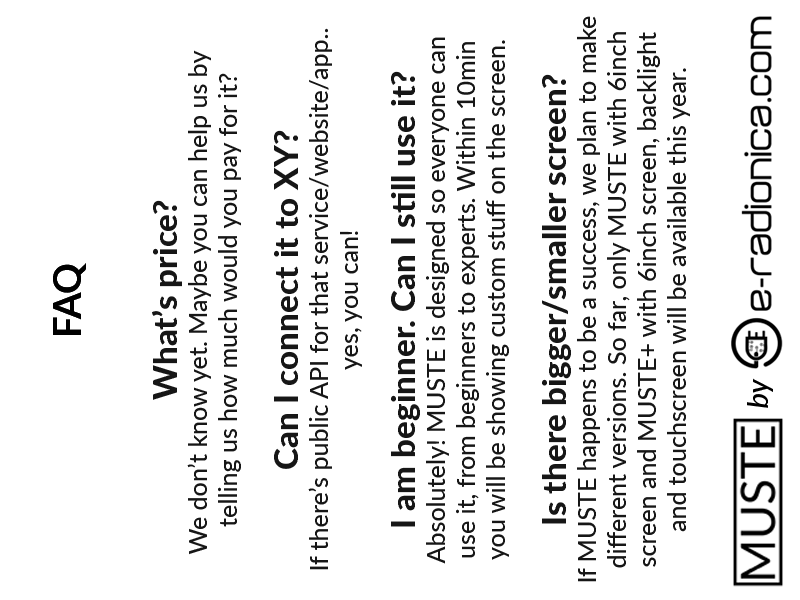 FAQ
What's price?
We don't know yet. Maybe you can help us by
telling us how much would you pay for it?
Can I connect it to XY?
If there's public API for that service/website/app..
yes, you can!
I am beginner. Can I still use it?
Absolutely! MUSTE is designed so everyone can
use it, from beginners to experts. Within 10min
you will be showing custom stuff on the screen.
Is there bigger/smaller screen?
If MUSTE happens to be a success, we plan to make
different versions. So far, only MUSTE with 6inch
screen and MUSTE+ with 6inch screen, backlight
and touchscreen will be available this year.
MUSTE by e-radionica.com